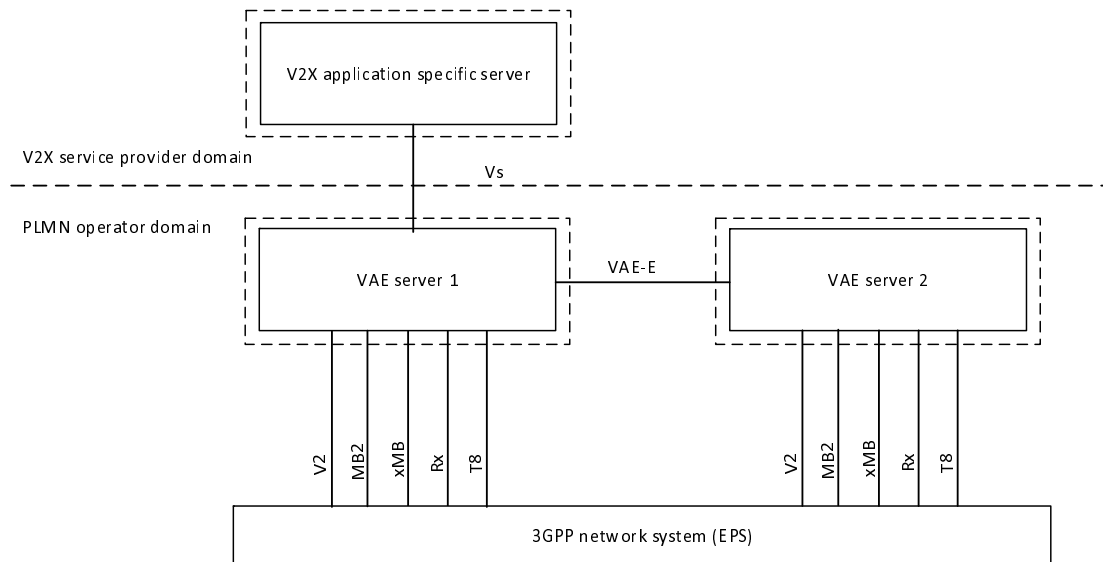 V2X application specific server
V2X service provider domain
Vs
PLMN operator domain
VAE server 1
VAE-E
VAE server 2
V2
MB2
xMB
Rx
T8
V2
MB2
xMB
Rx
T8
3GPP network system (EPS)